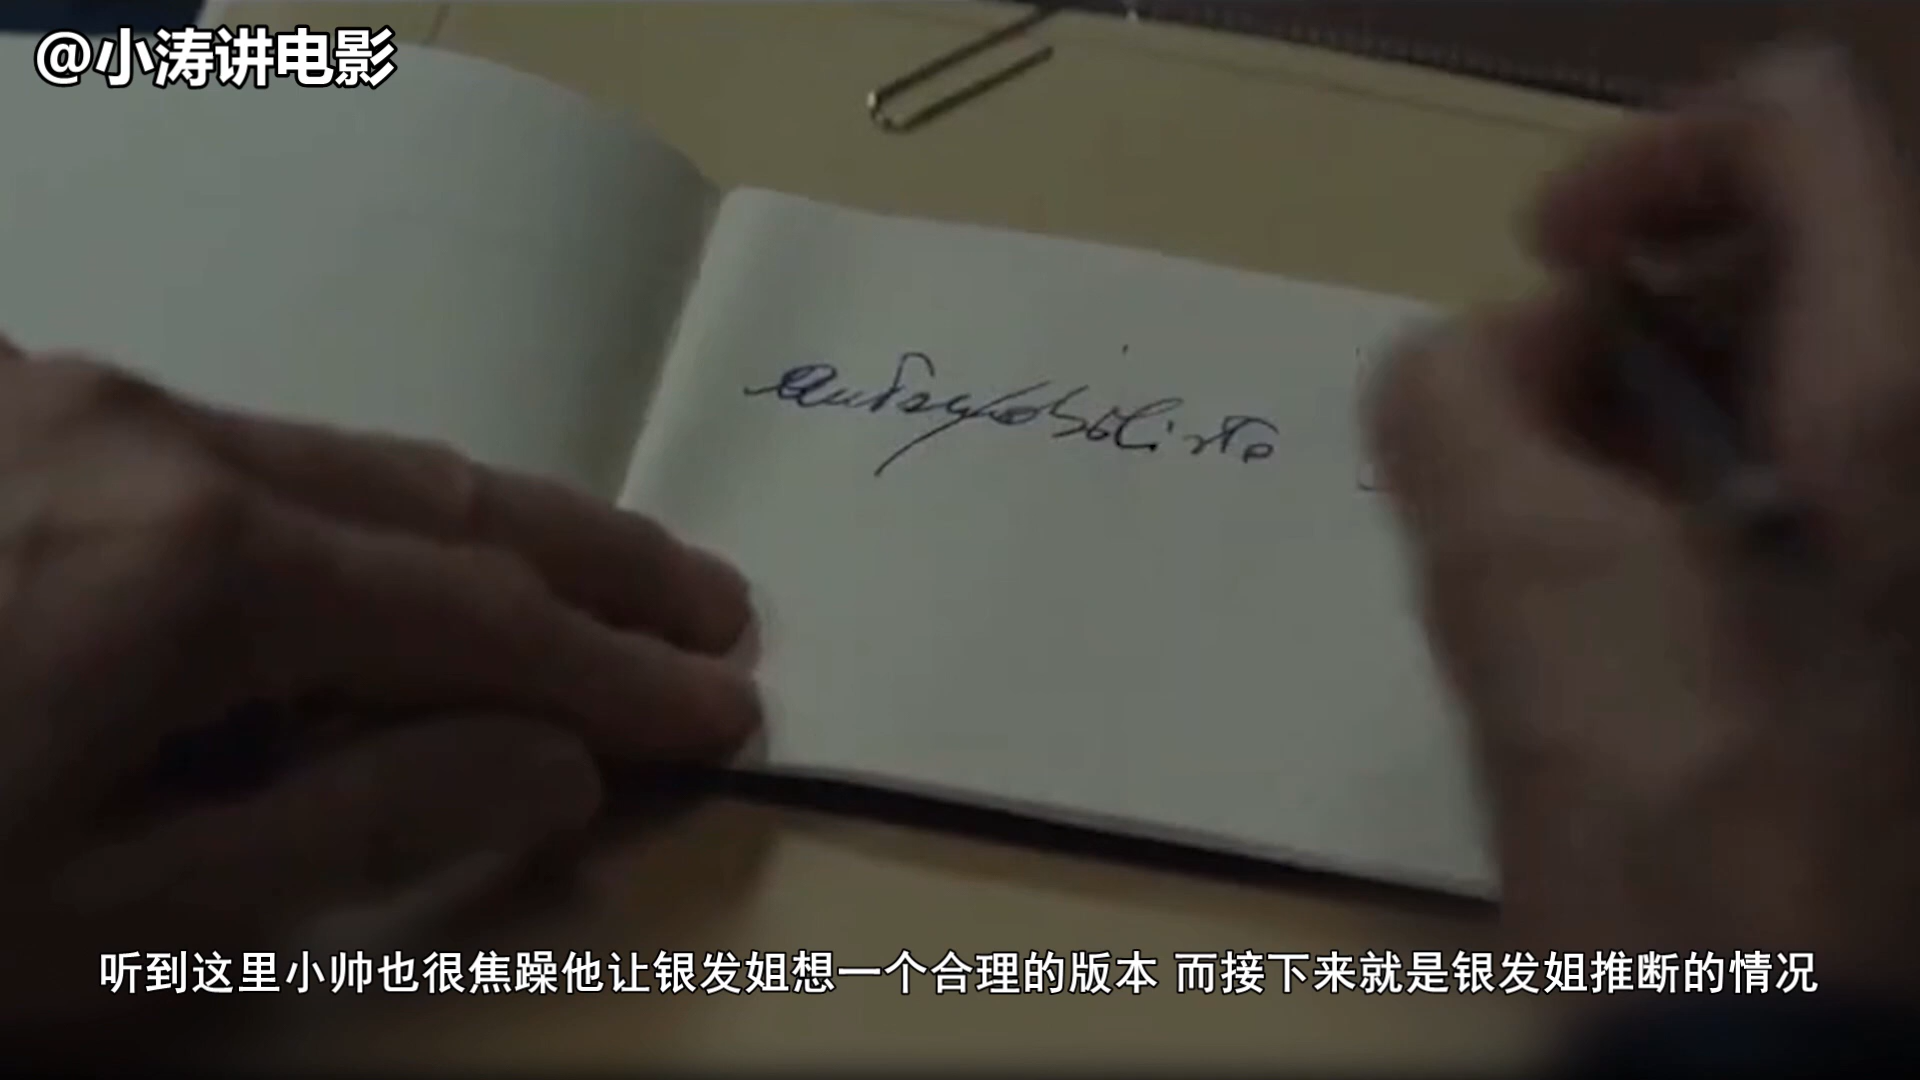 @小涛讲电影
automobilista
听到这里小帅也很焦躁他让银发姐想一个合理的版本 而接下来就是银发姐推断的情况